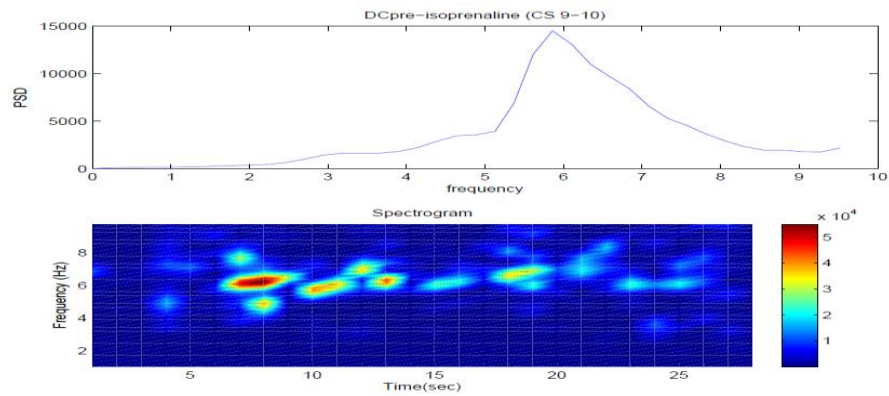 DCpre-isoprenaline (CS 9-10)
15000
10000
5000
0
PSD
0 1 2 3 4 5 6 7 8 9 10
frequency
Spectrogram
x 10⁴
8
6
4
2
Frequency (Hz)
5 10 15 20 25
Time(sec)
5
4
3
2
1
0